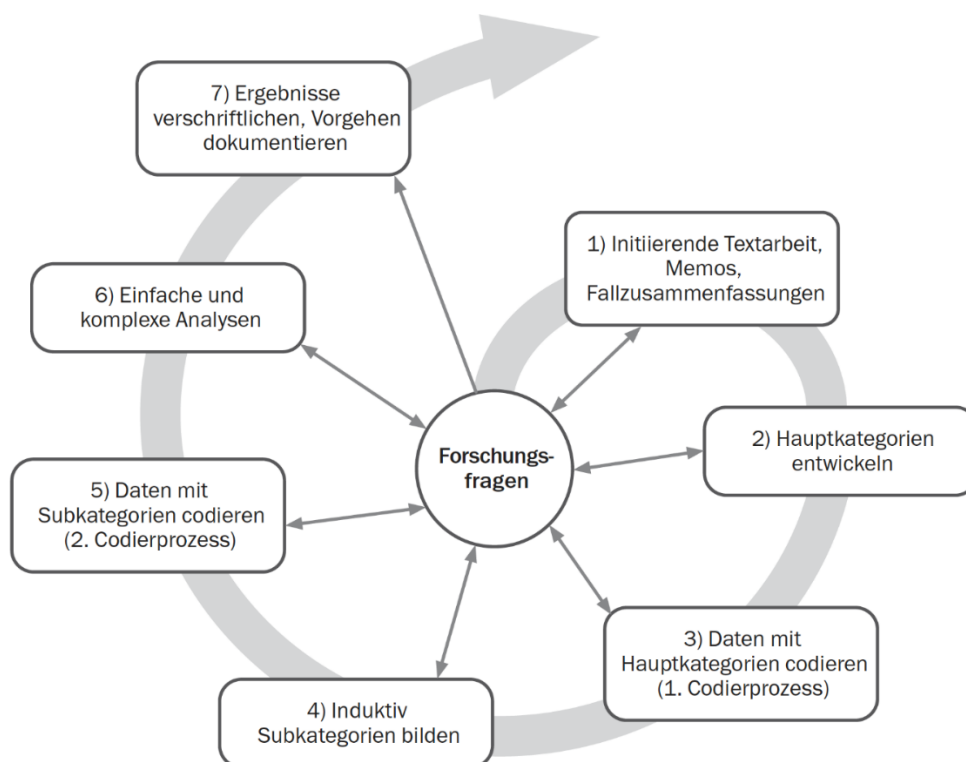 7) Ergebnisse
verschriftlichen, Vorgehen
dokumentieren
1) Initiierende Textarbeit,
Memos,
Fallzusammenfassungen
6) Einfache und
komplexe Analysen
2) Hauptkategorien
entwickeln
Forschungs-
fragen
5) Daten mit
Subkategorien codieren
(2. Codierprozess)
3) Daten mit
Hauptkategorien codieren
(1. Codierprozess)
4) Induktiv
Subkategorien bilden